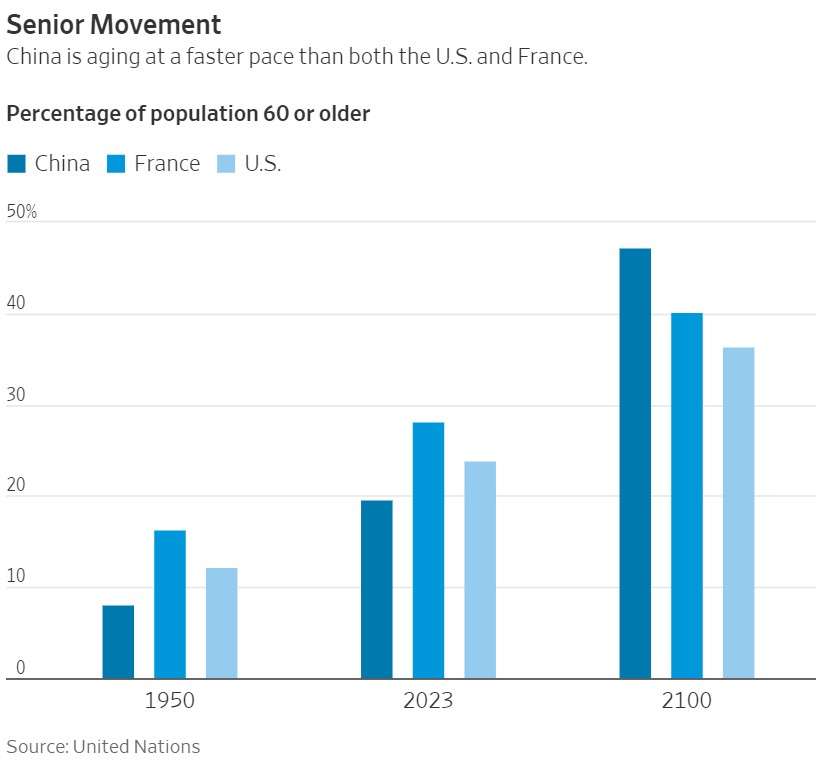 Senior Movement
China is aging at a faster pace than both the U.S. and France.
Percentage of population 60 or older
China France U.S.
50%
40
30
20
10
0
1950 2023 2100
Source: United Nations